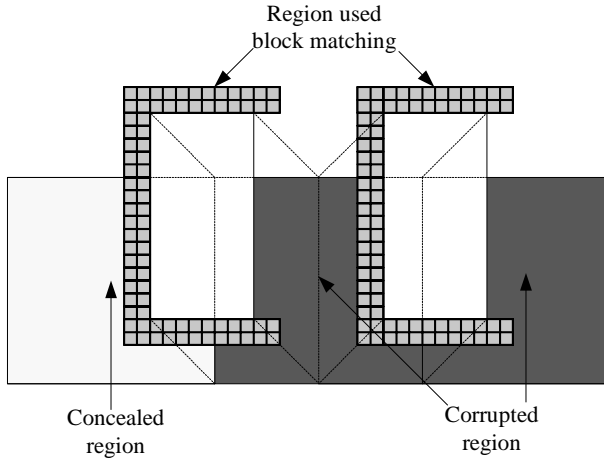 Region used
block matching
Concealed
region
Corrupted
region